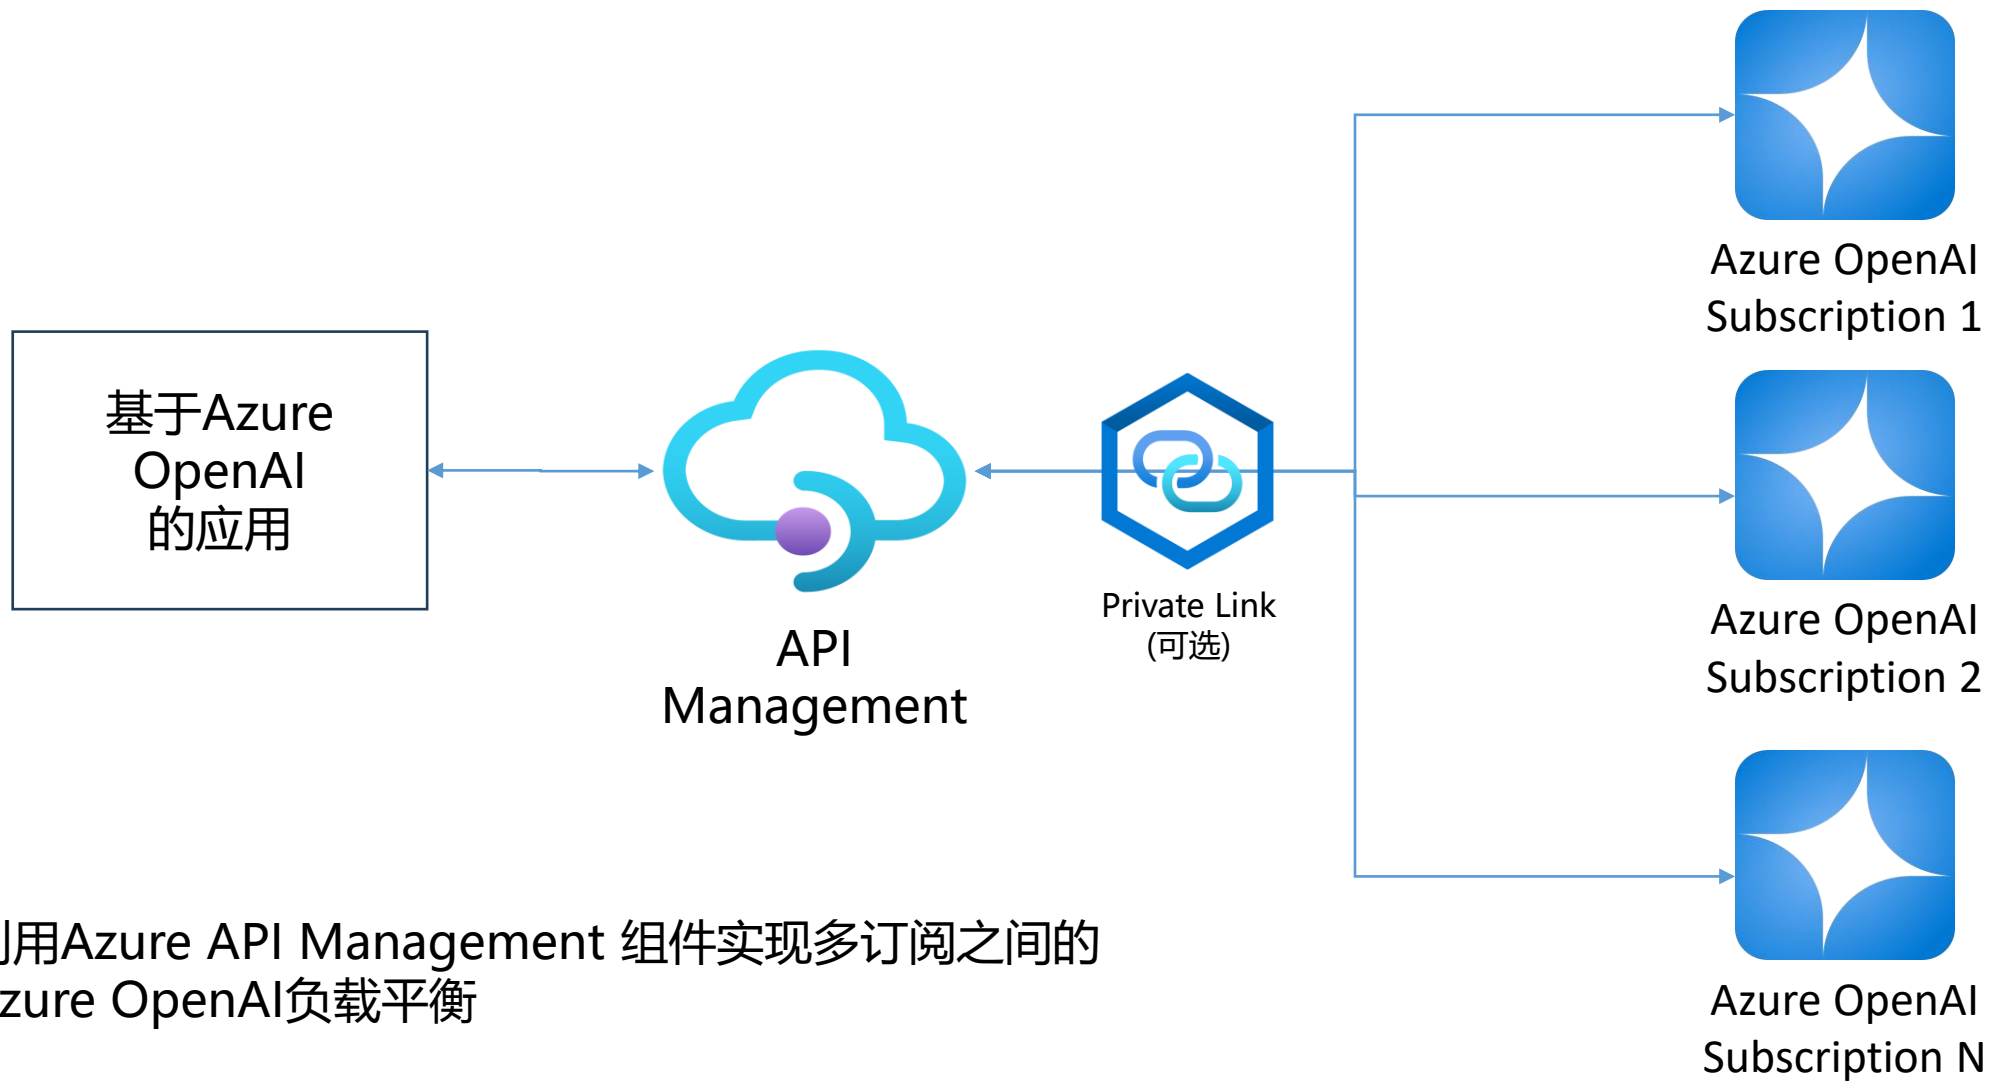 Azure OpenAI
Subscription 1
基于Azure
OpenAI
的应用
Private Link
(可选)
API
Management
Azure OpenAI
Subscription 2
用Azure API Management 组件实现多订阅之间的
zure OpenAI负载平衡
Azure OpenAI
Subscription N